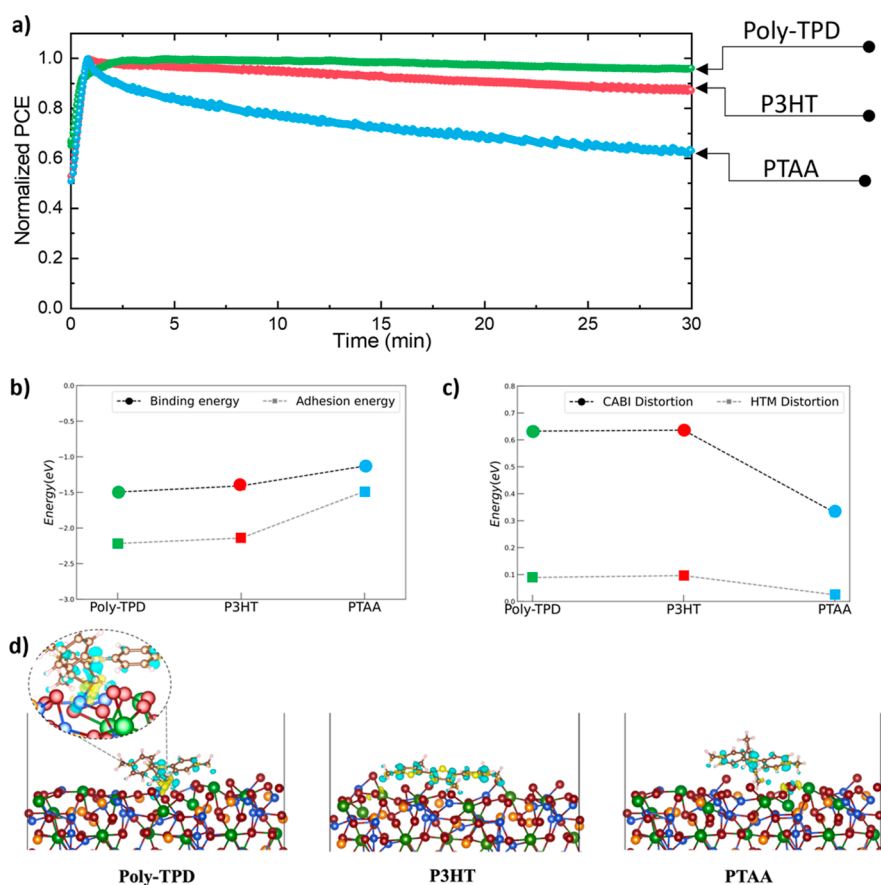 a)
Poly-TPD
P3HT
PTAA
Normalized PCE
1.0
0.8
0.6
0.4
0.2
0.0
0 5 10 15 20 25 30
Time (min)
b)
Binding energy Adhesion energy
Energy(eV)
0.0
−0.5
−1.0
−1.5
−2.0
−2.5
−3.0
Poly-TPD P3HT PTAA
c)
CABI Distortion HTM Distortion
Energy(eV)
0.8
0.7
0.6
0.5
0.4
0.3
0.2
0.1
0.0
Poly-TPD P3HT PTAA
d)
Poly-TPD P3HT PTAA